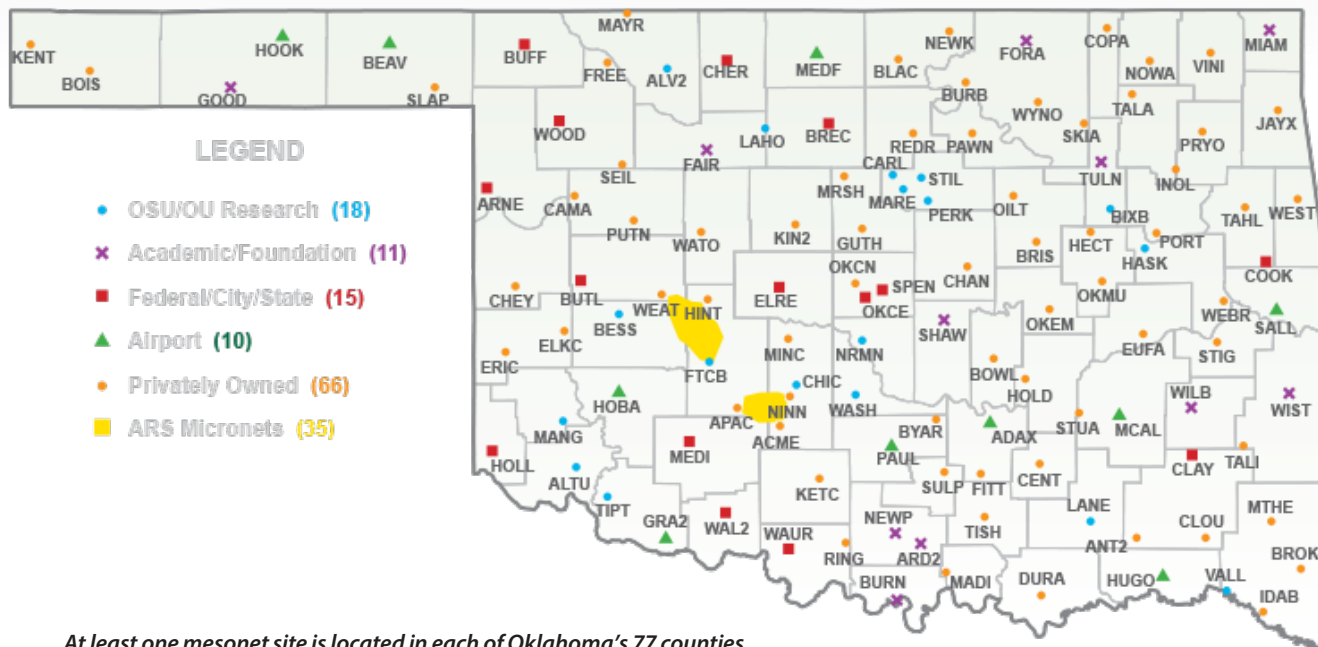 MAYR
NEWK
COPA
MIAM
KENT
HOOK
BEAV
BUFF
FREE
ALV2
CHER
MEDF
BLAC
FORA
NOWA
VINI
BOIS
GOOD
SLAP
BURB
WYNO
TALA
JAYX
WOOD
LAHO
BREC
REDR
PAWN
SKIA
PRYO
LEGEND
FAIR
SEIL
CARL
STIL
TULN
INOL
ARNE
CAMA
MRSH
MARE
PERK
OILT
BIXB
TAHL
WEST
OSU/OU Research (18)
PUTN
WATO
KIN2
GUTH
BRIS
HECT
PORT
HASK
Academic/Foundation (11)
OKCN
CHAN
COOK
Federal/City/State (15)
CHEY
BUTL
WEAT
HINT
ELRE
SPEN
OKCE
OKMU
WEBR
SALL
Airport (10)
BESS
SHAW
OKEM
ELKC
MINC
NRMN
EUFA
STIG
Privately Owned (66)
ERIC
FTCB
CHIC
BOWL
HOLD
WILB
WIST
HOBA
APAC
NINN
WASH
ARS Micronets (35)
MANG
ACME
BYAR
ADAX
STUA
MCAL
HOLL
MEDI
PAUL
CLAY
TALI
ALTU
KETC
SULP
FITT
CENT
TIPT
GRA2
WAL2
WAUR
NEWP
TISH
LANE
CLOU
MTHE
RING
ARD2
ANT2
BROK
BURN
MADI
DURA
HUGO
VALL
IDAB
At least one mesonet site is located in each of Oklahoma's 77 counties